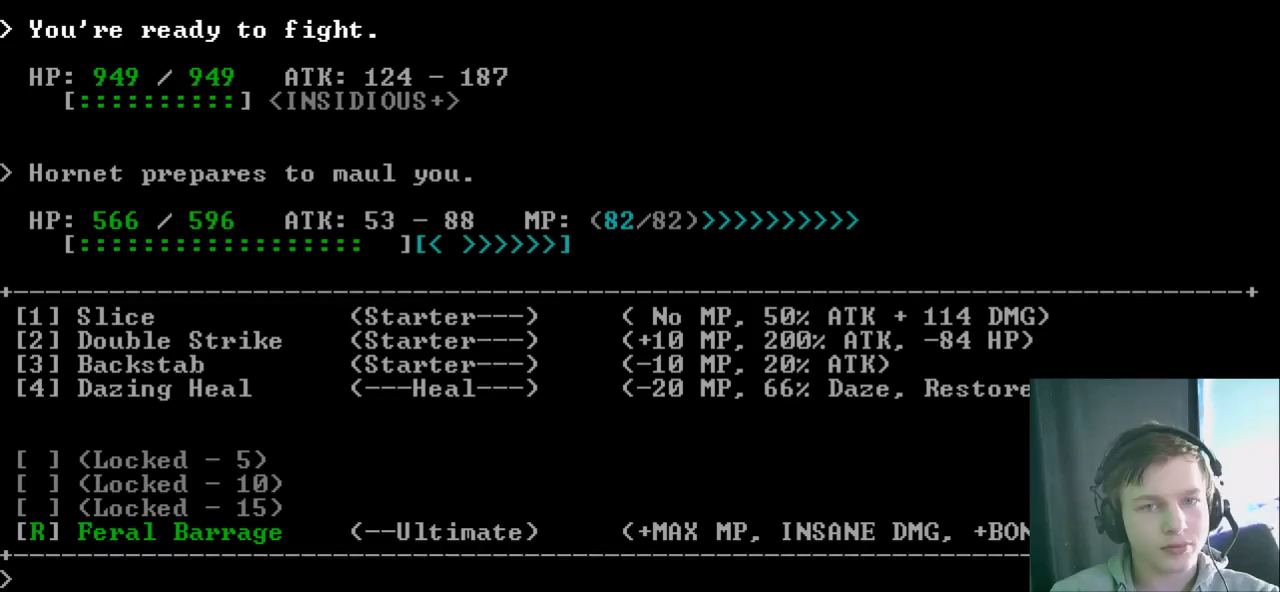 > You're ready to fight.
HP: 949 / 949 ATK: 124 - 187
[::::::::::] <INSIDIOUS+>
> Hornet prepares to maul you.
HP: 566 / 596 ATK: 53 - 88 MP: (82/82)>>>>>>>>>>
[:::::::::::::::::: ][< >>>>>>]
[1] Slice (Starter---) ( No MP, 50% ATK + 114 DMG)
[2] Double Strike (Starter---) (+10 MP, 200% ATK, -84 HP)
[3] Backstab (Starter---) (-10 MP, 20% ATK)
[4] Dazing Heal (---Heal---) (-20 MP, 66% Daze, Restore
[ ] (Locked - 5)
[ ] (Locked - 10)
[ ] (Locked - 15)
[R] Feral Barrage (--Ultimate) (+MAX MP, INSANE DMG, +BON
>